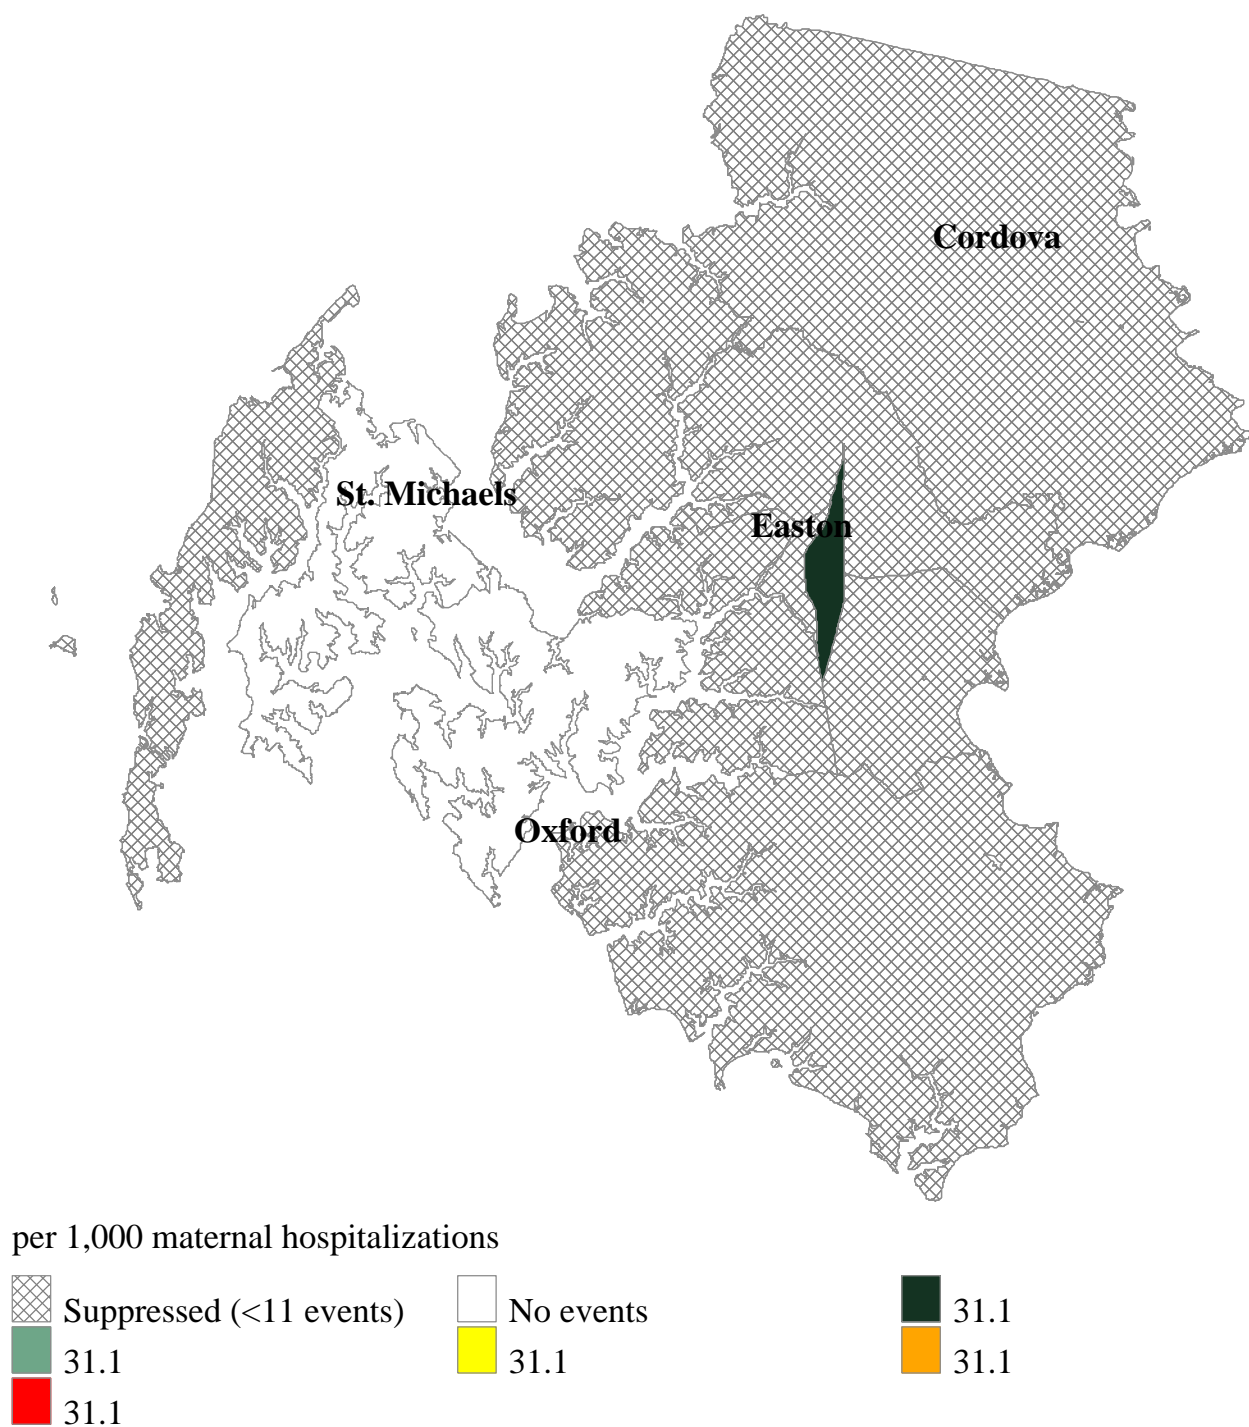 Cordova
St. Michaels
Easton
Oxford
per 1,000 maternal hospitalizations
Suppressed (<11 events) No events 31.1
31.1 31.1 31.1
31.1